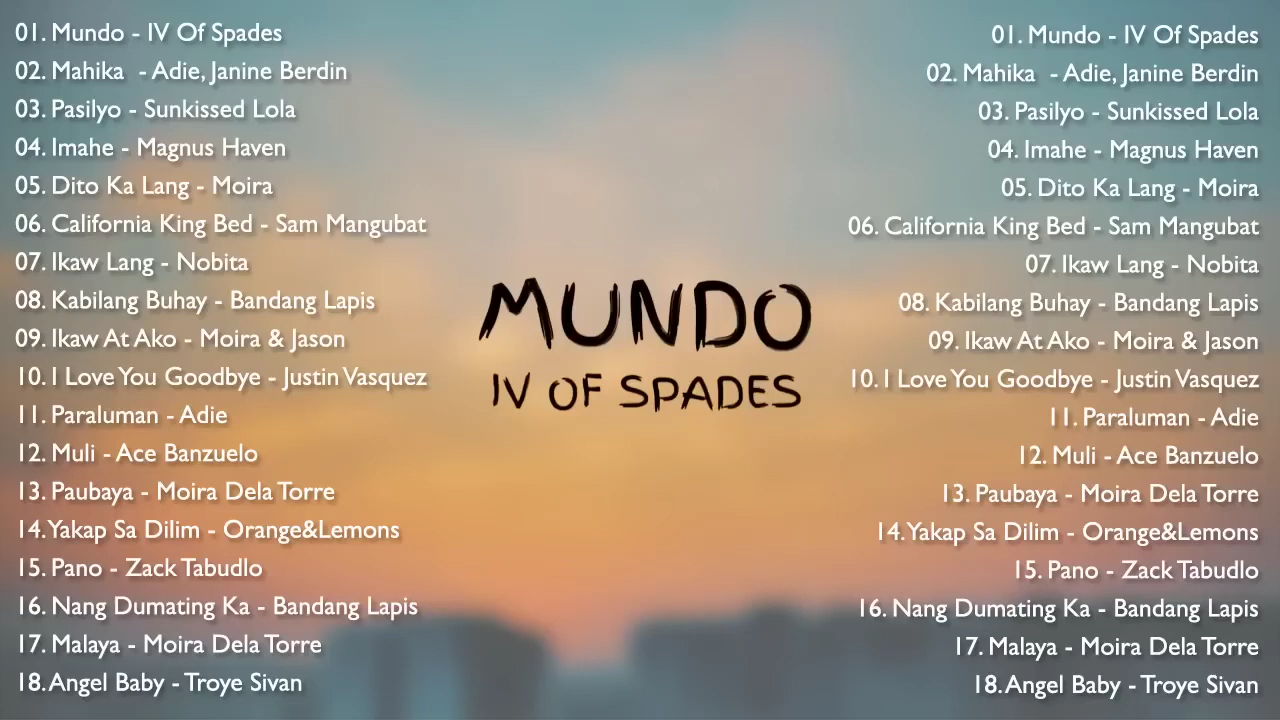 01. Mundo - IV Of Spades
02. Mahika - Adie, Janine Berdin
03. Pasilyo - Sunkissed Lola
04. Imahe - Magnus Haven
05. Dito Ka Lang - Moira
06. California King Bed - Sam Mangubat
07. Ikaw Lang - Nobita
08. Kabilang Buhay - Bandang Lapis
09. Ikaw At Ako - Moira & Jason
10. I Love You Goodbye - Justin Vasquez
11. Paraluman - Adie
12. Muli - Ace Banzuelo
13. Paubaya - Moira Dela Torre
14. Yakap Sa Dilim - Orange&Lemons
15. Pano - Zack Tabudlo
16. Nang Dumating Ka - Bandang Lapis
17. Malaya - Moira Dela Torre
18. Angel Baby - Troye Sivan
MUNDO
IV OF SPADES
01. Mundo - IV Of Spades
02. Mahika - Adie, Janine Berdin
03. Pasilyo - Sunkissed Lola
04. Imahe - Magnus Haven
05. Dito Ka Lang - Moira
06. California King Bed - Sam Mangubat
07. Ikaw Lang - Nobita
08. Kabilang Buhay - Bandang Lapis
09. Ikaw At Ako - Moira & Jason
10. I Love You Goodbye - Justin Vasquez
11. Paraluman - Adie
12. Muli - Ace Banzuelo
13. Paubaya - Moira Dela Torre
14. Yakap Sa Dilim - Orange&Lemons
15. Pano - Zack Tabudlo
16. Nang Dumating Ka - Bandang Lapis
17. Malaya - Moira Dela Torre
18. Angel Baby - Troye Sivan